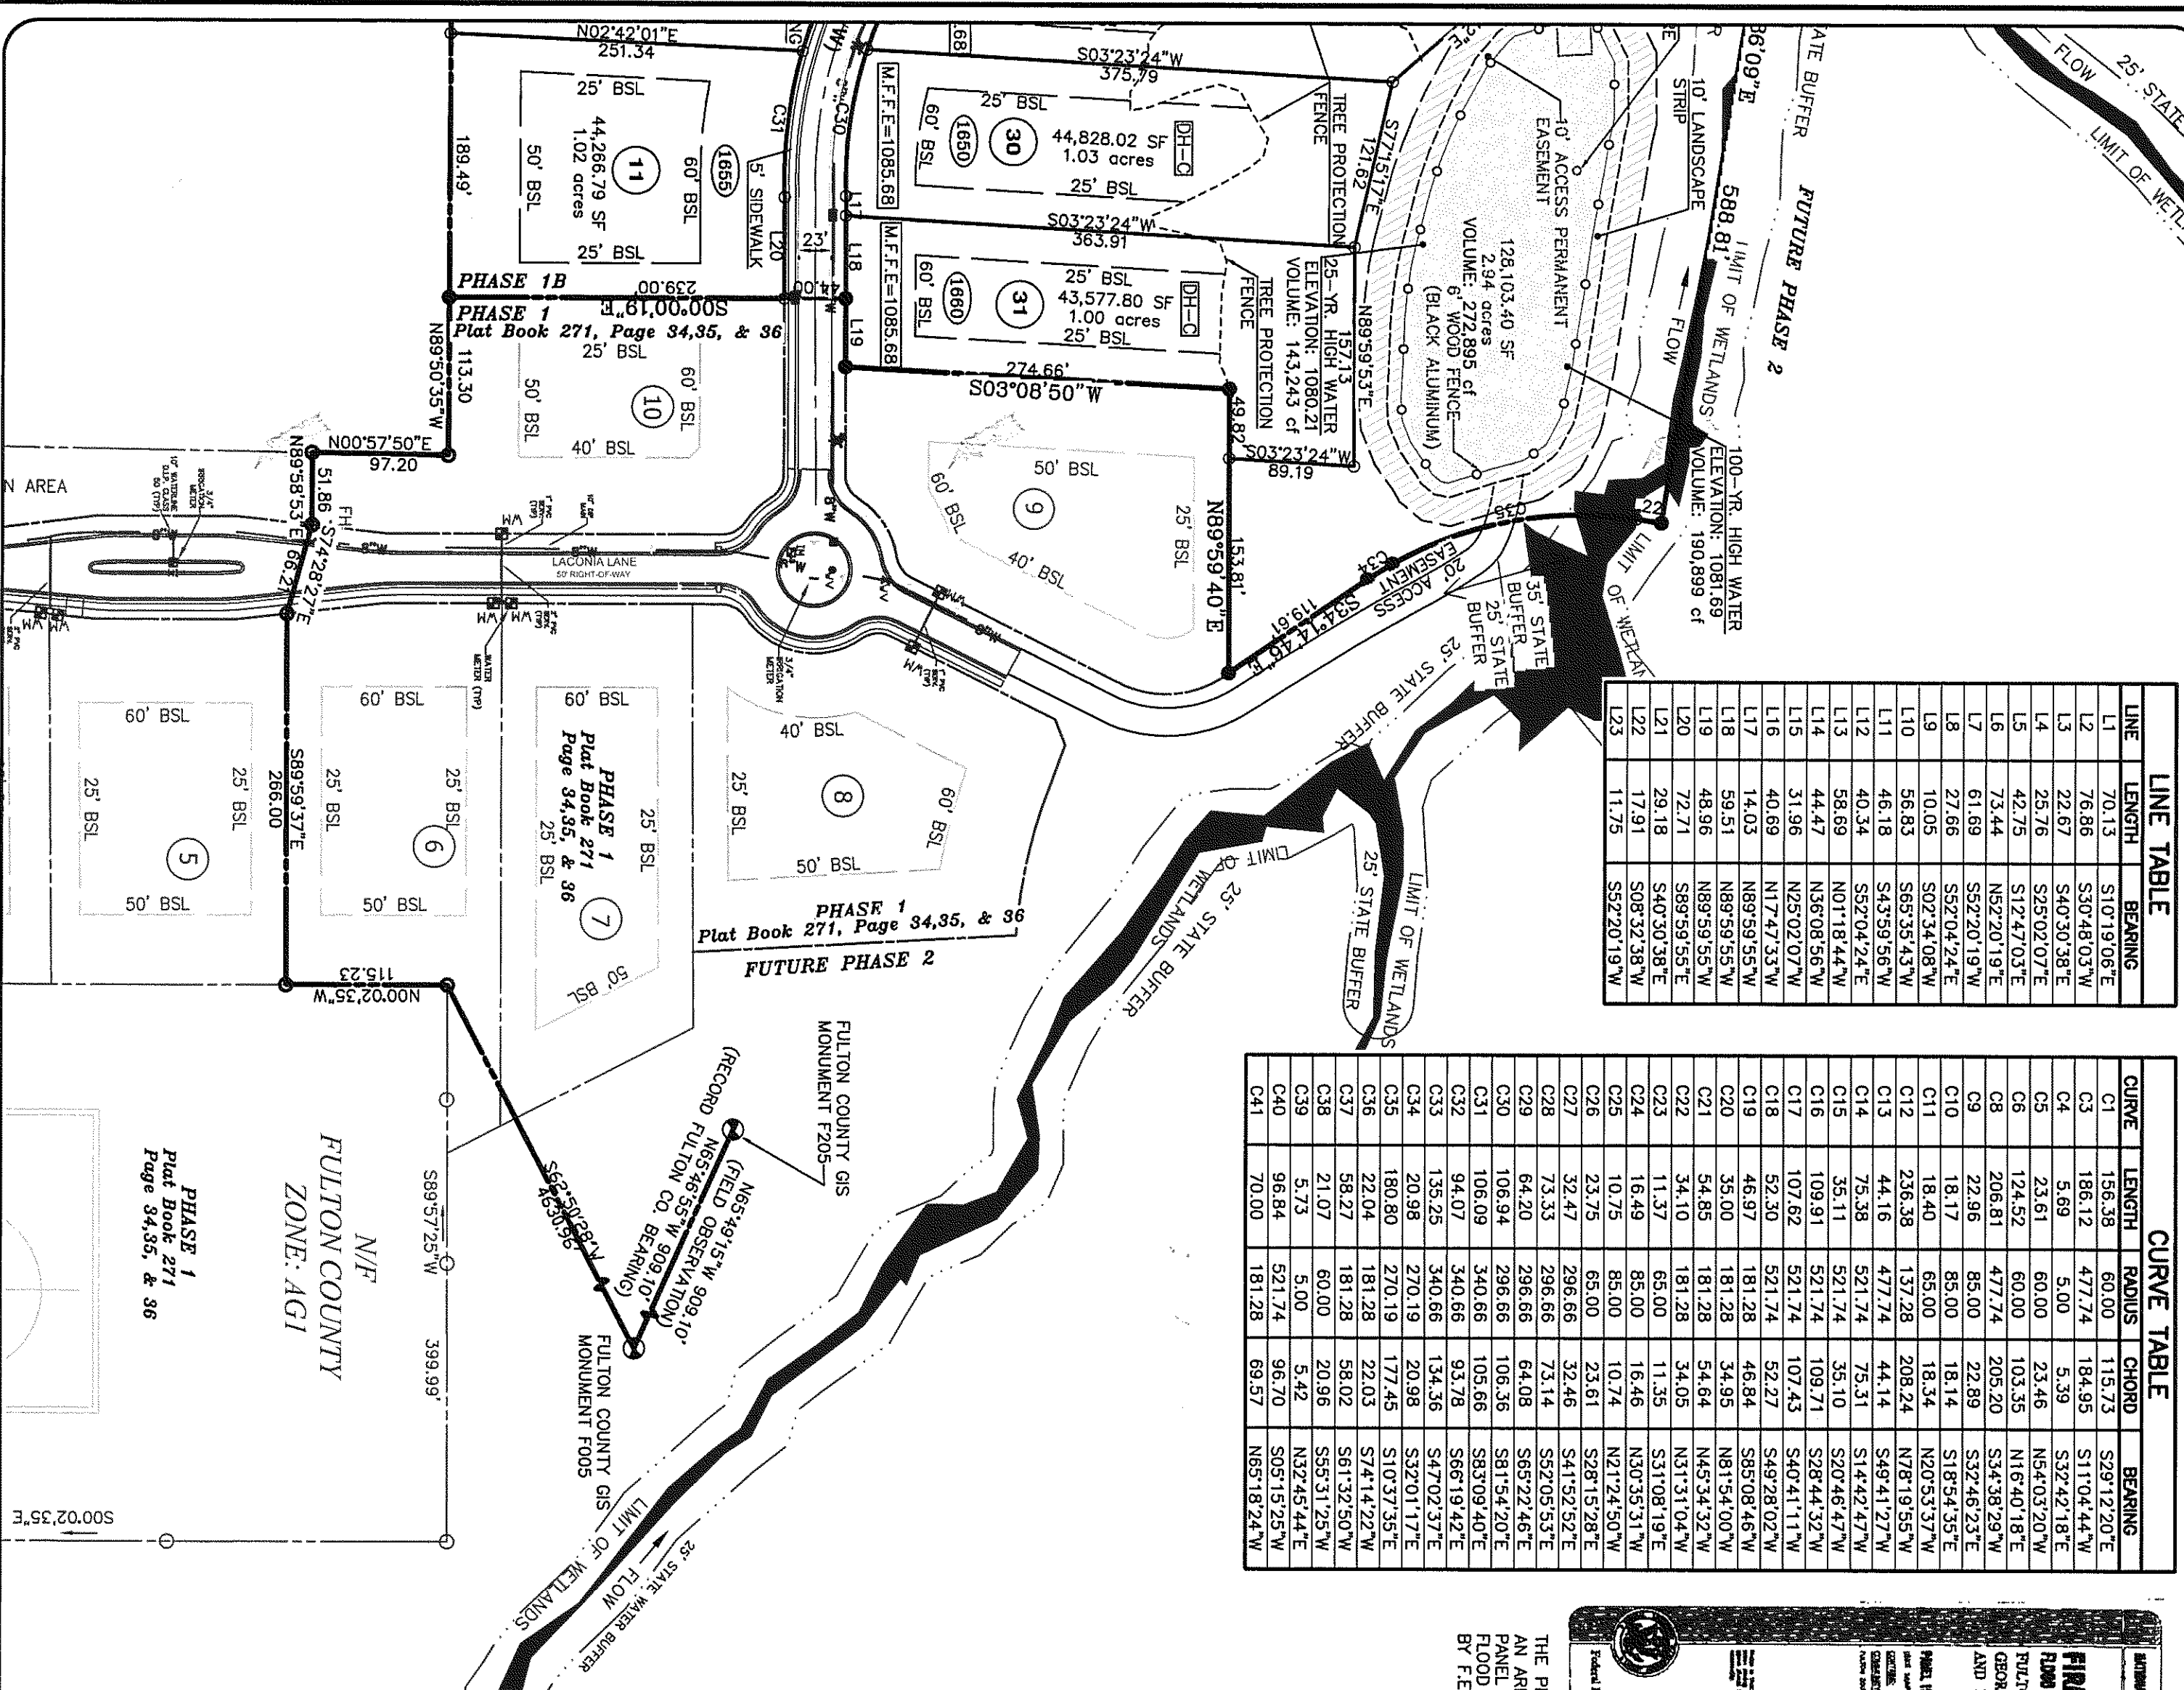 25' STATE
FLOW
LIMIT OF WETL
ATE BUFFER
FUTURE PHASE 2
36'09"E
588.81'
LIMIT OF WETLANDS
FLOW
10' LANDSCAPE
STRIP
10' ACCESS PERMANENT
EASEMENT
128,103.40 SF
2.94 acres
VOLUME: 272,895 cf
6' WOOD FENCE
(BLACK ALUMINUM)
100-YR. HIGH WATER
ELEVATION: 1081.69
VOLUME: 190,899 cf
25-YR. HIGH WATER
ELEVATION: 1080.21
VOLUME: 143,243 cf
N02°42'01"E
251.34
25' BSL
11
44,266.79 SF
1.02 acres
50' BSL
60' BSL
25' BSL
1655
C31
5' SIDEWALK
L20
23'
189.49'
PHASE 1B
239.00'
S00°00'19"E
44.00'
PHASE 1
Plat Book 271, Page 34,35, & 36
C30
L17
L18
L19
M.F.F.E=1085.68
S03°23'24"W
375.79
25' BSL
60' BSL
1650
30
44,828.02 SF
1.03 acres
DH-C
25' BSL
TREE PROTECTION
FENCE
S77°15'17"E
121.62
S03°23'24"W
363.91
M.F.F.E=1085.68
60' BSL
1660
31
25' BSL
43,577.80 SF
1.00 acres
25' BSL
DH-C
TREE PROTECTION
FENCE
157.13
N89°59'53"E
274.66'
S03°08'50"W
49.82
S03°23'24"W
89.19
153.81'
N89°59'40"E
113.30
N89°50'35"W
25' BSL
50' BSL
10
60' BSL
40' BSL
N00°57'50"E
97.20
51.86
N89°58'53"E
S74°28'27"E
FH
N AREA
3/4"
IRRIGATION
METER
LACONIA LANE
50' RIGHT-OF-WAY
WM
WM
WM
WATER
METER (TYP)
3/4"
IRRIGATION
METER
8"W
50' BSL
60' BSL
9
25' BSL
40' BSL
C35
C34
20' ACCESS
EASEMENT
S34°14'46"E
119.61'
35' STATE
BUFFER
25' STATE
BUFFER
25' STATE BUFFER
LIMIT
OF WETLAN
S89°59'37"E
266.00
60' BSL
25' BSL
25' BSL
5
50' BSL
60' BSL
25' BSL
25' BSL
6
50' BSL
60' BSL
PHASE 1
Plat Book 271
Page 34,35, & 36
25' BSL
25' BSL
7
50' BSL
40' BSL
25' BSL
8
60' BSL
50' BSL
PHASE 1
Plat Book 271, Page 34,35, & 36
FUTURE PHASE 2
LIMIT OF WETLANDS
25' STATE BUFFER
25' STATE BUFFER
LIMIT OF WETLANDS
115.23
N00°02'35"W
FULTON COUNTY GIS
MONUMENT F205
N65°49'15"W 909.10'
(FIELD OBSERVATION)
N65°46'55"W 909.10'
(RECORD FULTON CO. BEARING)
S62°50'28"W
4630.96
FULTON COUNTY GIS
MONUMENT F005
S89°57'25"W
399.99'
N/F
FULTON COUNTY
ZONE: AG1
PHASE 1
Plat Book 271
Page 34,35, & 36
S00°02'35"E
LIMIT OF WETLANDS
FLOW
25' STATE WATER BUFFER
LINE TABLE
LINE LENGTH BEARING
L1 70.13 S10°19'06"E
L2 76.86 S30°48'03"W
L3 22.67 S40°30'38"E
L4 25.76 S25°02'07"E
L5 42.75 S12°47'03"E
L6 73.44 N52°20'19"E
L7 61.69 S52°20'19"W
L8 27.66 S52°04'24"E
L9 10.05 S02°34'08"W
L10 56.83 S65°35'43"W
L11 46.18 S43°59'56"W
L12 40.34 S52°04'24"E
L13 58.69 N01°18'44"W
L14 44.47 N36°08'56"W
L15 31.96 N25°02'07"W
L16 40.69 N17°47'33"W
L17 14.03 N89°59'55"W
L18 59.51 N89°59'55"W
L19 48.96 N89°59'55"W
L20 72.71 S89°59'55"E
L21 29.18 S40°30'38"E
L22 17.91 S08°32'38"W
L23 11.75 S52°20'19"W
CURVE TABLE
CURVE LENGTH RADIUS CHORD BEARING
C1 156.38 60.00 115.73 S29°12'20"E
C3 186.12 477.74 184.95 S11°04'44"W
C4 5.69 5.00 5.39 S32°42'18"E
C5 23.61 60.00 23.46 N54°03'20"W
C6 124.52 60.00 103.35 N16°40'18"E
C8 206.81 477.74 205.20 S34°38'29"W
C9 22.96 85.00 22.89 S32°46'23"E
C10 18.17 85.00 18.14 S18°54'35"E
C11 18.40 65.00 18.34 N20°53'37"W
C12 236.38 137.28 208.24 N78°19'55"W
C13 44.16 477.74 44.14 S49°41'27"W
C14 75.38 521.74 75.31 S14°42'47"W
C15 35.11 521.74 35.10 S20°46'47"W
C16 109.91 521.74 109.71 S28°44'32"W
C17 107.62 521.74 107.43 S40°41'11"W
C18 52.30 521.74 52.27 S49°28'02"W
C19 46.97 181.28 46.84 S85°08'46"W
C20 35.00 181.28 34.95 N81°54'00"W
C21 54.85 181.28 54.64 N45°34'32"W
C22 34.10 181.28 34.05 N31°31'04"W
C23 11.37 65.00 11.35 S31°08'19"E
C24 16.49 85.00 16.46 N30°35'31"W
C25 10.75 85.00 10.74 N21°24'50"W
C26 23.75 65.00 23.61 S28°15'28"E
C27 32.47 296.66 32.46 S41°52'52"E
C28 73.33 296.66 73.14 S52°05'53"E
C29 64.20 296.66 64.08 S65°22'46"E
C30 106.94 296.66 106.36 S81°54'20"E
C31 106.09 340.66 105.66 S83°09'40"E
C32 94.07 340.66 93.78 S66°19'42"E
C33 135.25 340.66 134.36 S47°02'37"E
C34 20.98 270.19 20.98 S32°01'17"E
C35 180.80 270.19 177.45 S10°37'35"E
C36 22.04 181.28 22.03 S74°14'22"W
C37 58.27 181.28 58.02 S61°32'50"W
C38 21.07 60.00 20.96 S55°31'25"W
C39 5.73 5.00 5.42 N32°45'44"E
C40 96.84 521.74 96.70 S05°15'25"W
C41 70.00 181.28 69.57 N65°18'24"W
THE P
AN AR
PANEL
FLOOD
BY F.E
FIR
FLOO
FULT
GEOR
AND